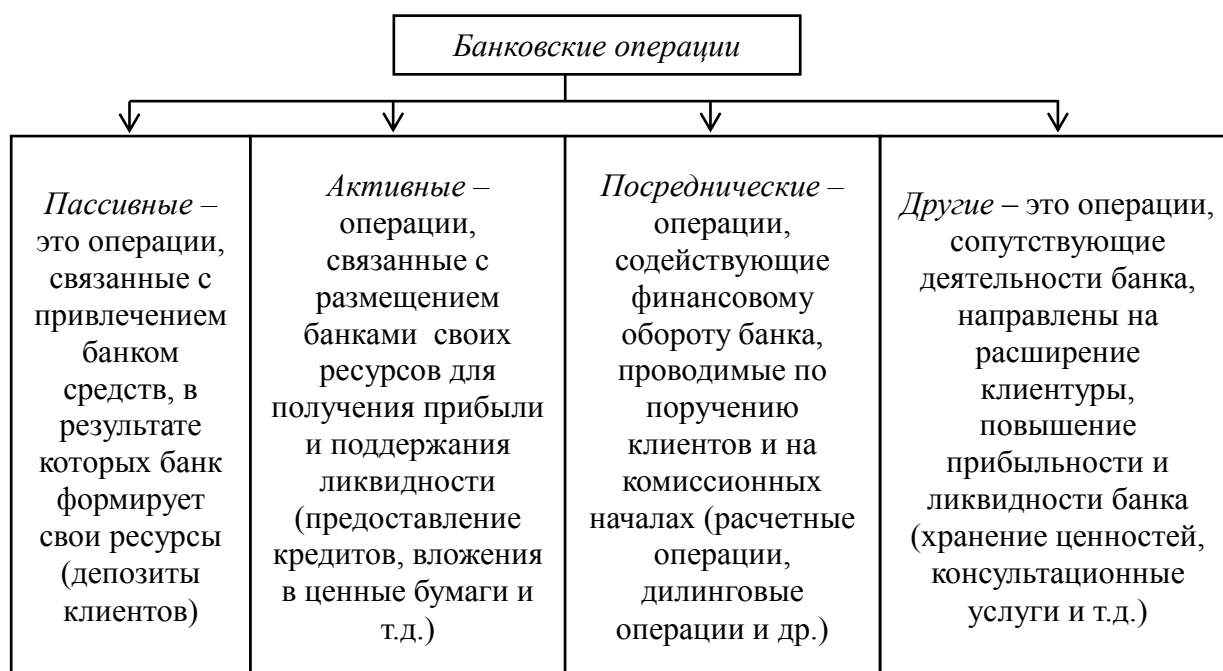 Банковские операции
Пассивные –
это операции,
связанные с
привлечением
банком
средств, в
результате
которых банк
формирует
свои ресурсы
(депозиты
клиентов)
Активные –
операции,
связанные с
размещением
банками своих
ресурсов для
получения прибыли
и поддержания
ликвидности
(предоставление
кредитов, вложения
в ценные бумаги и
т.д.)
Посреднические –
операции,
содействующие
финансовому
обороту банка,
проводимые по
поручению
клиентов и на
комиссионных
началах (расчетные
операции,
дилинговые
операции и др.)
Другие – это операции,
сопутствующие
деятельности банка,
направлены на
расширение
клиентуры,
повышение
прибыльности и
ликвидности банка
(хранение ценностей,
консультационные
услуги и т.д.)